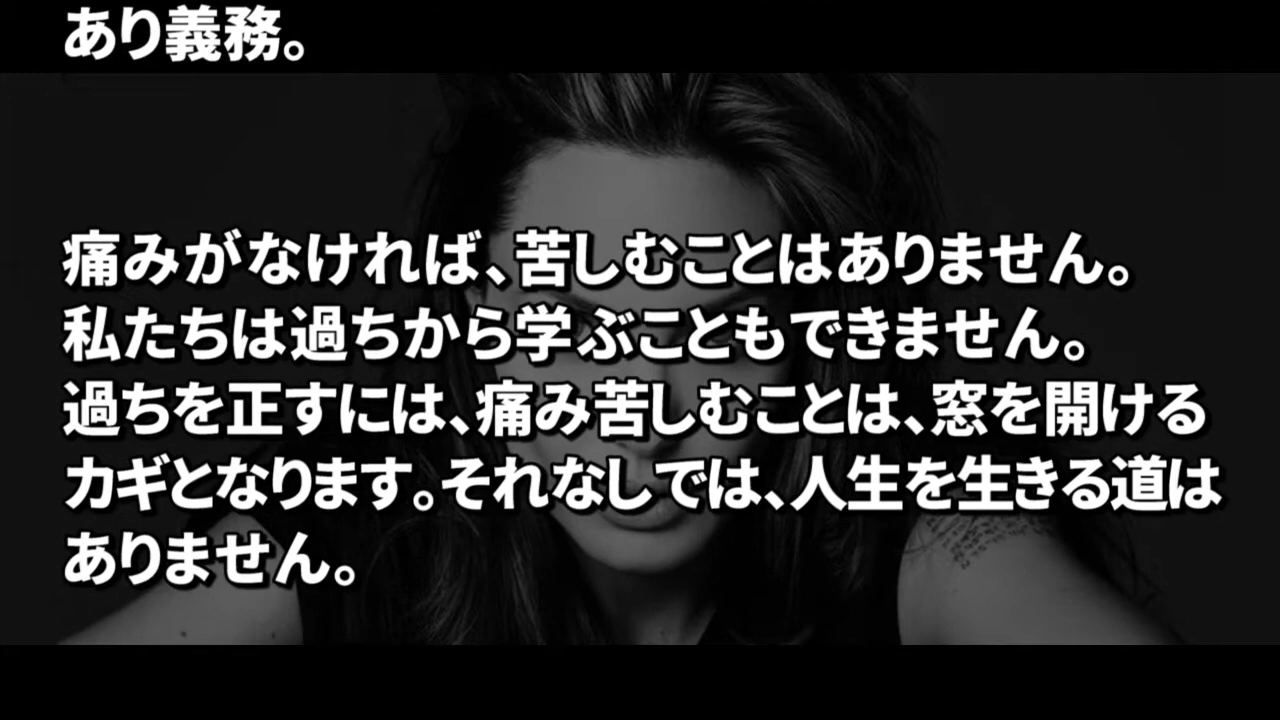 あり義務。
痛みがなければ、苦しむことはありません。
私たちは過ちから学ぶこともできません。
過ちを正すには、痛み苦しむことは、窓を開ける
カギとなります。それなしでは、人生を生きる道は
ありません。